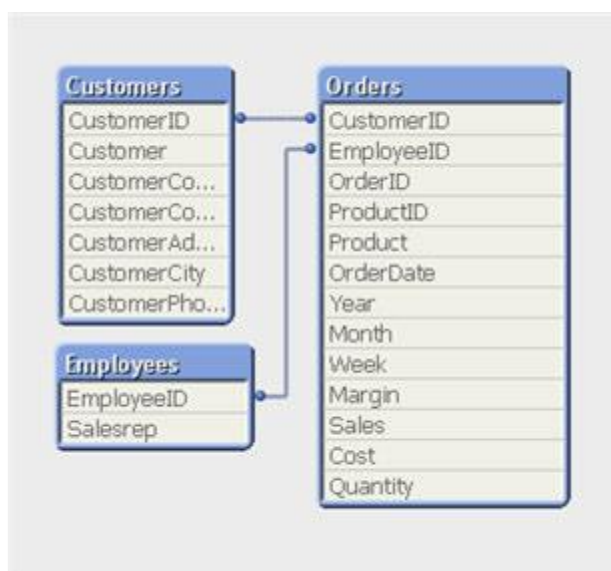 Customers
CustomerID
Customer
CustomerCo...
CustomerCo...
CustomerAd...
CustomerCity
CustomerPho...
Employees
EmployeeID
Salesrep
Orders
CustomerID
EmployeeID
OrderID
ProductID
Product
OrderDate
Year
Month
Week
Margin
Sales
Cost
Quantity